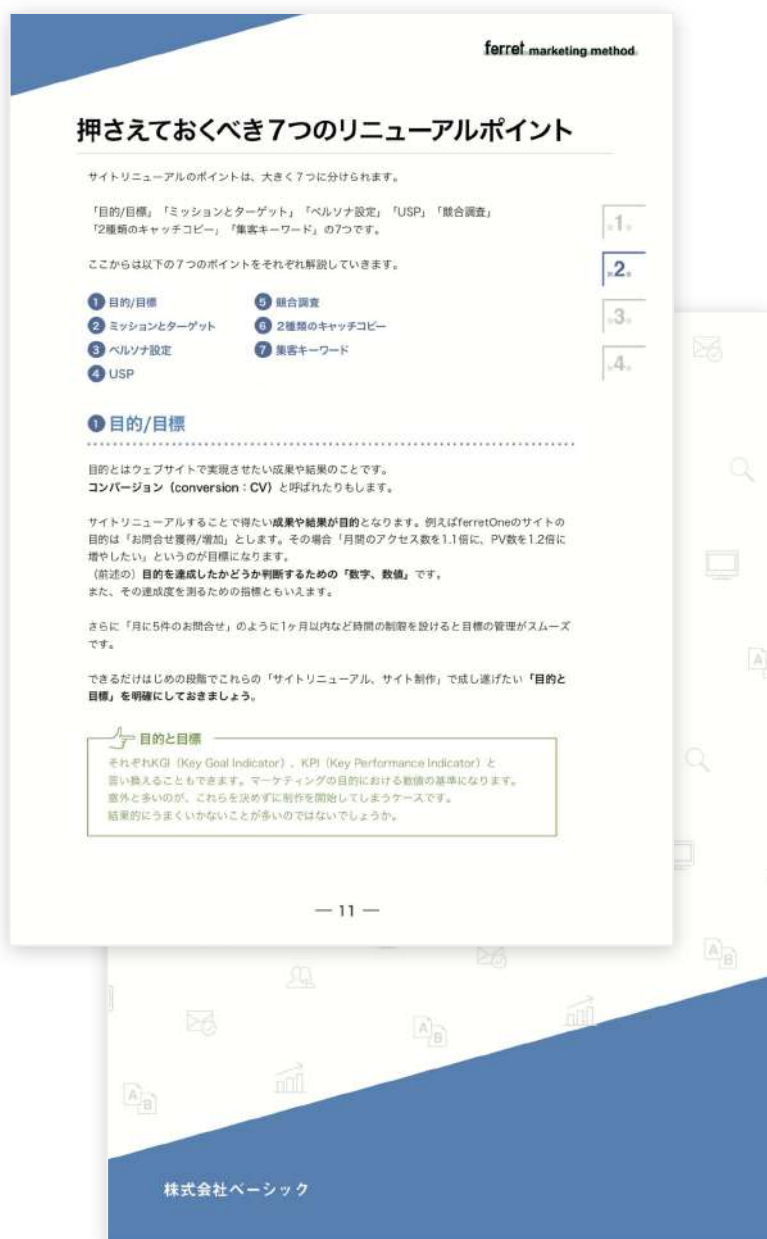 ferret marketing method
押さえておくべき7つのリニューアルポイント
サイトリニューアルのポイントは、大きく7つに分けられます。
「目的/目標」「ミッションとターゲット」「ペルソナ設定」「USP」「競合調査」
「2種類のキャッチコピー」「集客キーワード」の7つです。
ここからは以下の7つのポイントをそれぞれ解説していきます。
1 目的/目標
2 ミッションとターゲット
3 ペルソナ設定
4 USP
5 競合調査
6 2種類のキャッチコピー
7 集客キーワード
第1章
第2章
第3章
第4章
1 目的/目標
目的とはウェブサイトで実現させたい成果や結果のことです。
コンバージョン(conversion:CV)と呼ばれたりもします。
サイトリニューアルすることで得たい成果や結果が目的となります。例えばferretOneのサイトの
目的は「お問合せ獲得/増加」とします。その場合「月間のアクセス数を1.1倍に、PV数を1.2倍に
増やしたい」というのが目標になります。
(前述の)目的を達成したかどうか判断するための「数字、数値」です。
また、その達成度を測るための指標ともいえます。
さらに「月に5件のお問合せ」のように1ヶ月以内など時間の制限を設けると目標の管理がスムーズ
です。
できるだけはじめの段階でこれらの「サイトリニューアル、サイト制作」で成し遂げたい「目的と
目標」を明確にしておきましょう。
目的と目標
それぞれKGI(Key Goal Indicator)、KPI(Key Performance Indicator)と
言い換えることもできます。マーケティングの目的における数値の基準になります。
意外と多いのが、これらを決めずに制作を開始してしまうケースです。
結果的にうまくいかないことが多いのではないでしょうか。
— 11 —
A
A B
A B
A B
株式会社ベーシック